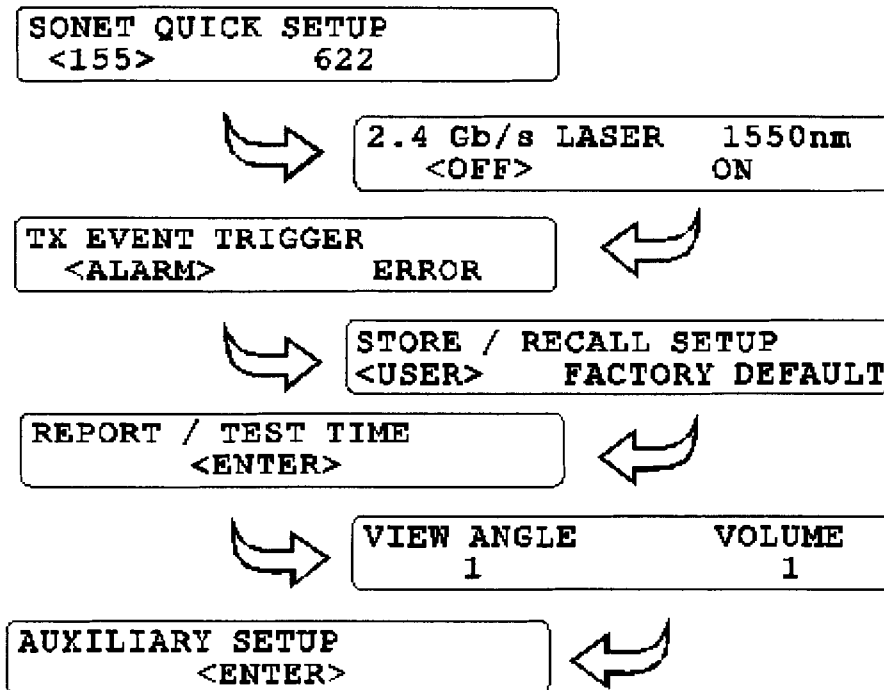 SONET QUICK SETUP
<155> 622
2.4 Gb/s LASER 1550nm
<OFF> ON
TX EVENT TRIGGER
<ALARM> ERROR
STORE / RECALL SETUP
<USER> FACTORY DEFAULT
REPORT / TEST TIME
<ENTER>
VIEW ANGLE VOLUME
1 1
AUXILIARY SETUP
<ENTER>